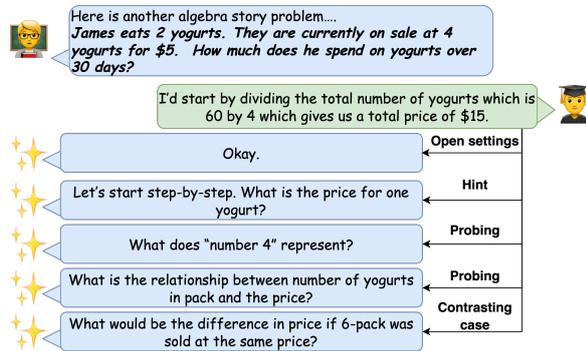 Here is another algebra story problem....
James eats 2 yogurts. They are currently on sale at 4
yogurts for $5. How much does he spend on yogurts over
30 days?
I'd start by dividing the total number of yogurts which is
60 by 4 which gives us a total price of $15.
Open settings
Okay.
Hint
Let's start step-by-step. What is the price for one
yogurt?
Probing
What does "number 4" represent?
Probing
What is the relationship between number of yogurts
in pack and the price?
Contrasting
case
What would be the difference in price if 6-pack was
sold at the same price?